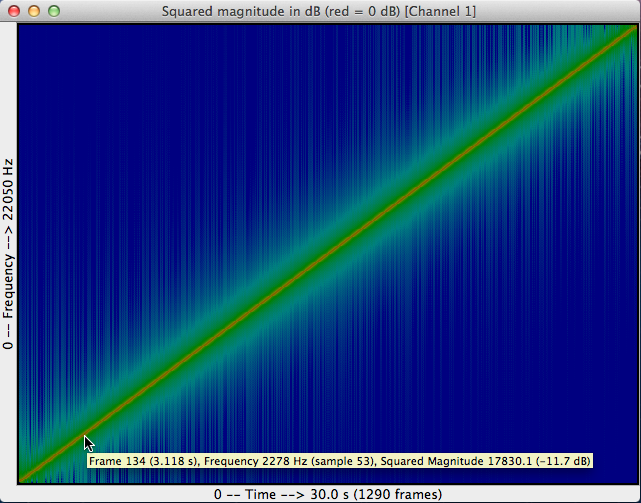 Squared magnitude in dB (red = 0 dB) [Channel 1]
0 -- Frequency --> 22050 Hz
Frame 134 (3.118 s), Frequency 2278 Hz (sample 53), Squared Magnitude 17830.1 (−11.7 dB)
0 -- Time --> 30.0 s (1290 frames)